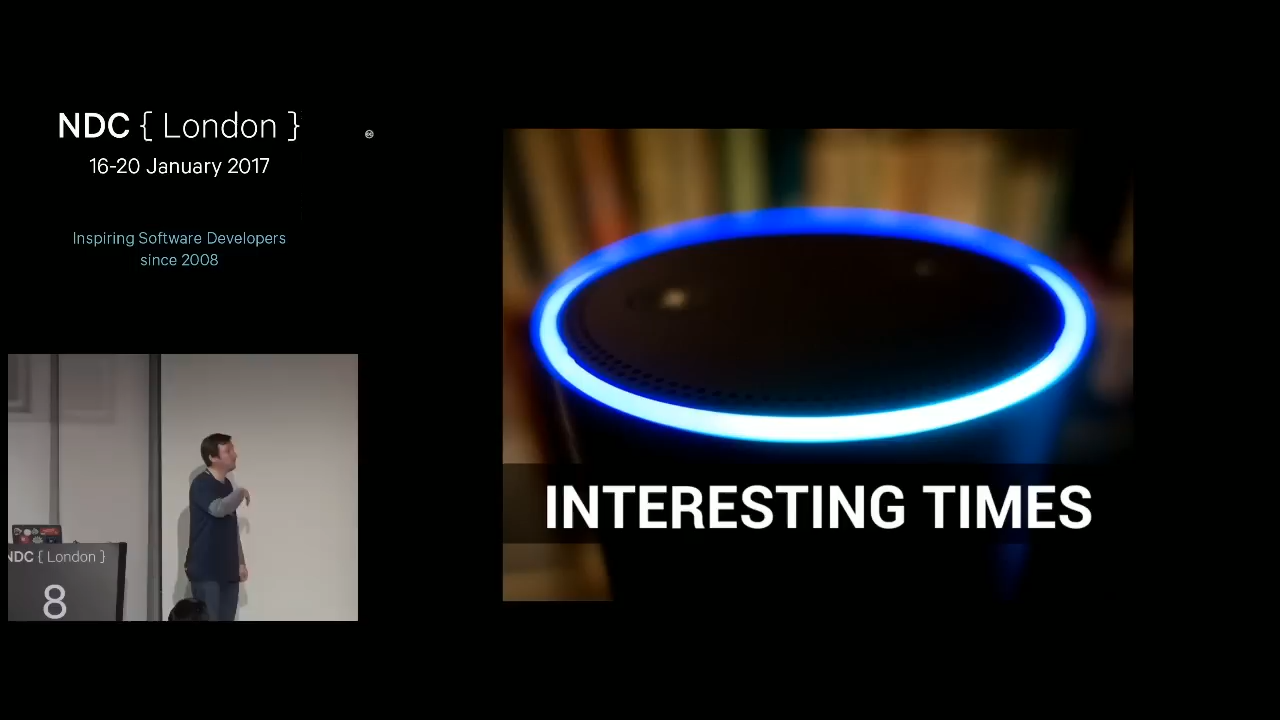 NDC { London }
16-20 January 2017
Inspiring Software Developers
since 2008
INTERESTING TIMES
NDC { London }
8